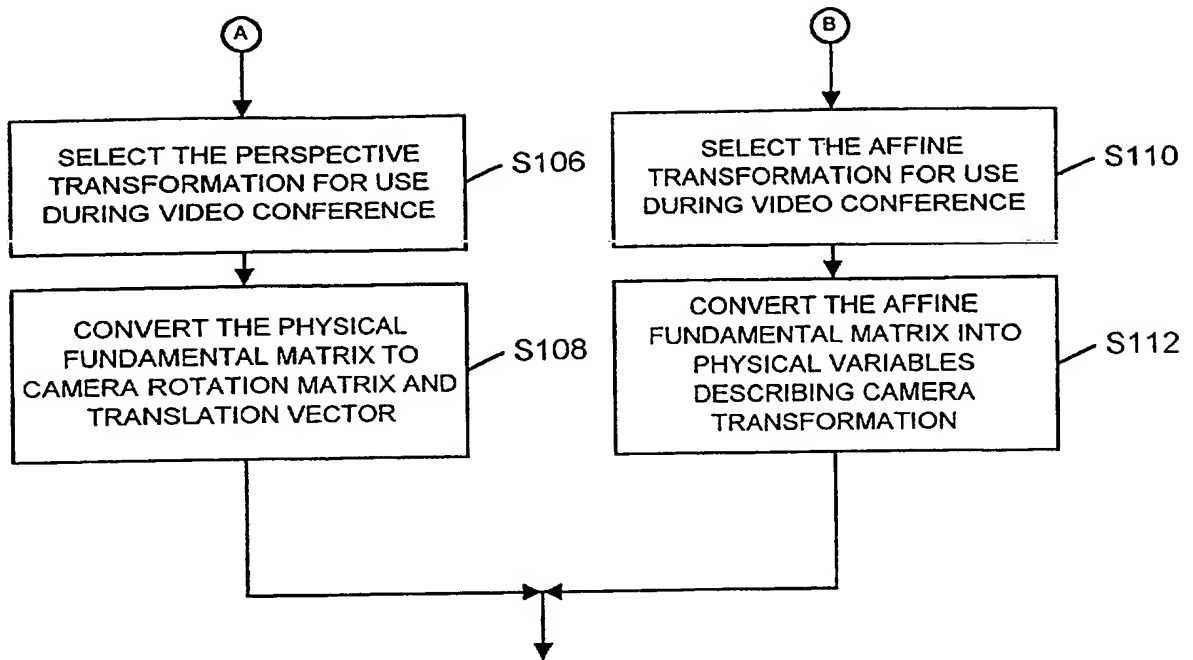 A
SELECT THE PERSPECTIVE
TRANSFORMATION FOR USE
DURING VIDEO CONFERENCE
S106
CONVERT THE PHYSICAL
FUNDAMENTAL MATRIX TO
CAMERA ROTATION MATRIX AND
TRANSLATION VECTOR
S108
B
SELECT THE AFFINE
TRANSFORMATION FOR USE
DURING VIDEO CONFERENCE
S110
CONVERT THE AFFINE
FUNDAMENTAL MATRIX INTO
PHYSICAL VARIABLES
DESCRIBING CAMERA
TRANSFORMATION
S112